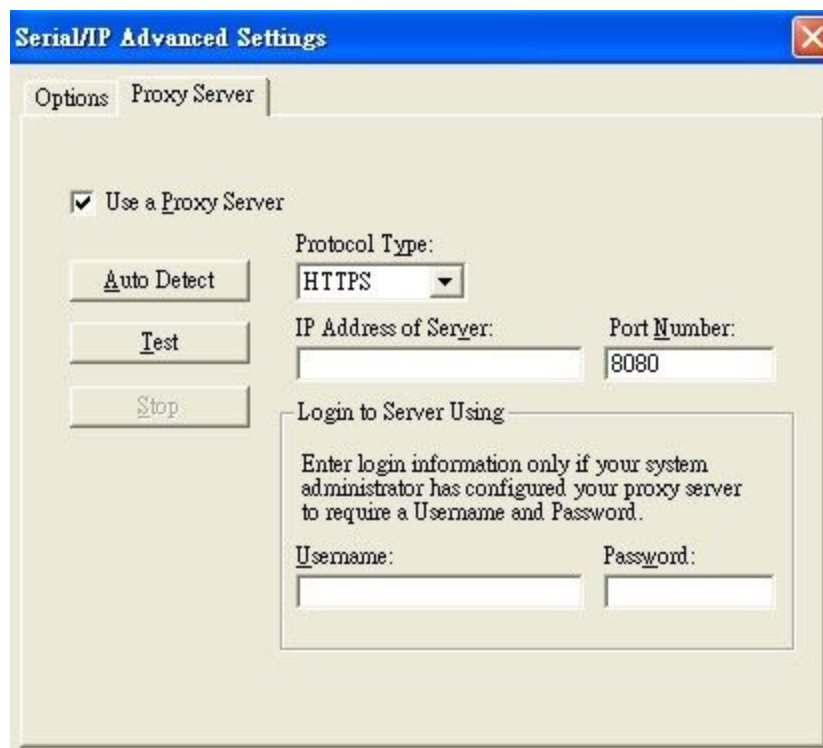 Serial/IP Advanced Settings
Options Proxy Server
Use a Proxy Server
Protocol Type:
Auto Detect
HTTPS
IP Address of Server: Port Number:
Test
8080
Stop
Login to Server Using
Enter login information only if your system
administrator has configured your proxy server
to require a Username and Password.
Username: Password: